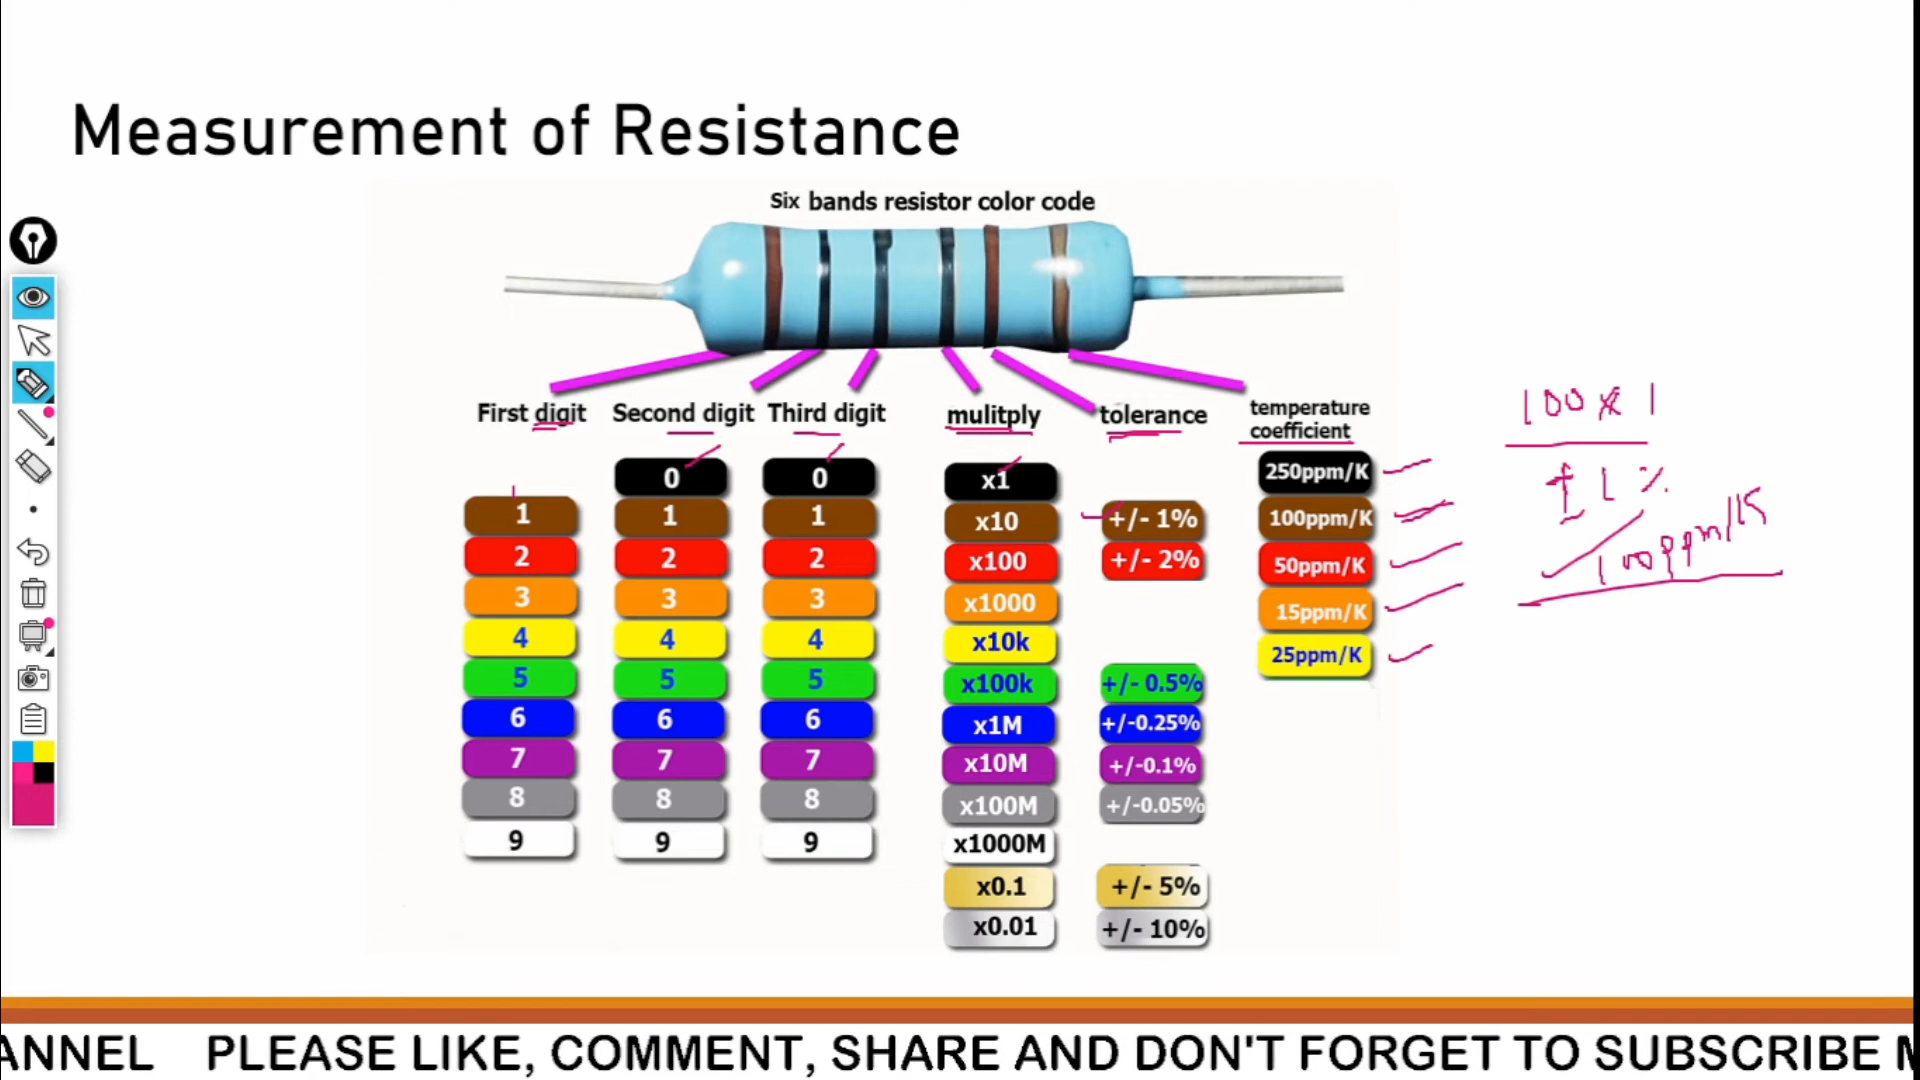 Measurement of Resistance
Six bands resistor color code
First digit Second digit Third digit mulitply tolerance temperature coefficient
0 0 x1 250ppm/K
1 1 1 x10 +/- 1% 100ppm/K
2 2 2 x100 +/- 2% 50ppm/K
3 3 3 x1000 15ppm/K
4 4 4 x10k 25ppm/K
5 5 5 x100k +/- 0.5%
6 6 6 x1M +/-0.25%
7 7 7 x10M +/-0.1%
8 8 8 x100M +/-0.05%
9 9 9 x1000M
x0.1 +/- 5%
x0.01 +/- 10%
100 x 1
± 1 %
100ppm/K
ANNEL PLEASE LIKE, COMMENT, SHARE AND DON'T FORGET TO SUBSCRIBE M